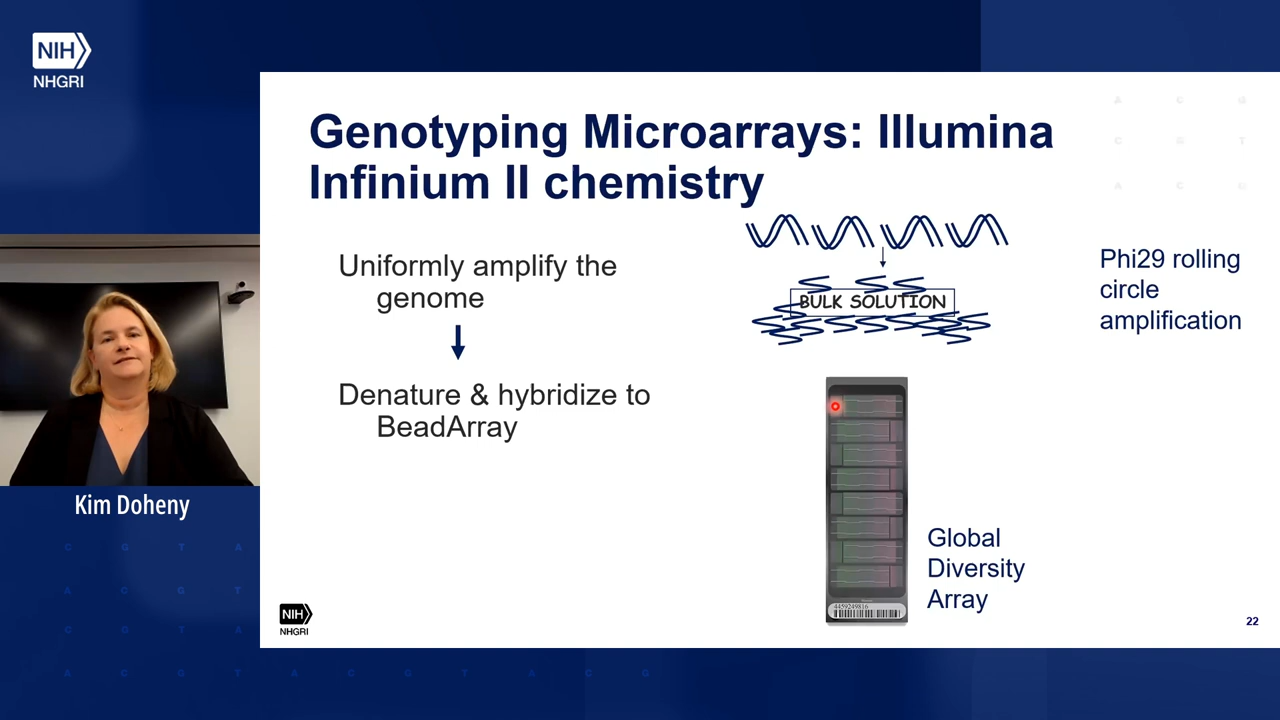 NIH
NHGRI
Genotyping Microarrays: Illumina
Infinium II chemistry
Uniformly amplify the
genome
BULK SOLUTION
Phi29 rolling
circle
amplification
Denature & hybridize to
BeadArray
Kim Doheny
Global
Diversity
Array
4459249816
NIH
NHGRI
22
A C G
C G T
A C G
C G T A
A C G T
C G T A
A C G T A C G T A C G